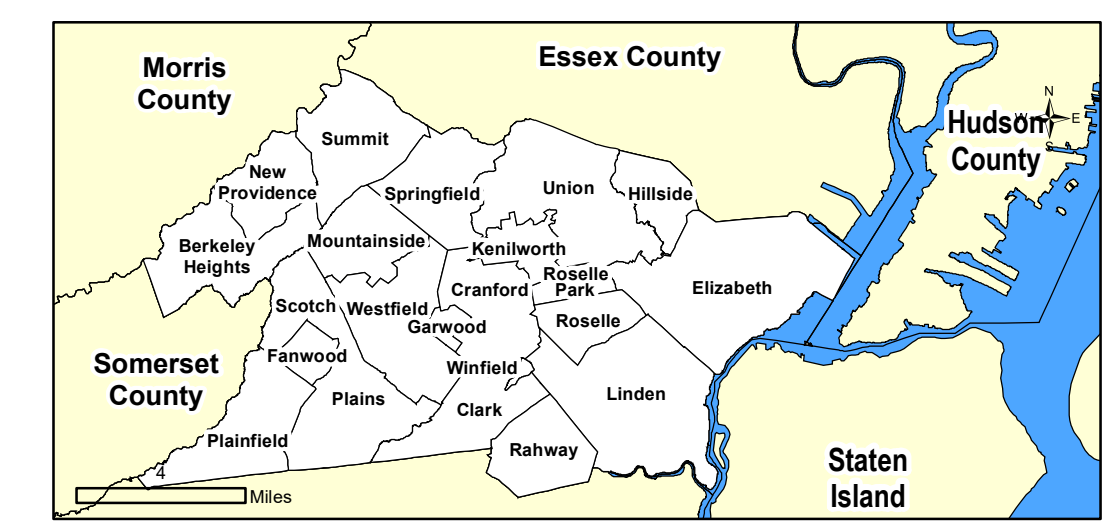 Morris
County
Essex County
N
W
E
S
Hudson
County
Summit
New
Providence
Springfield
Union
Hillside
Berkeley
Heights
Mountainside
Kenilworth
Roselle
Park
Cranford
Elizabeth
Scotch
Westfield
Garwood
Roselle
Fanwood
Winfield
Somerset
County
Plains
Clark
Linden
Plainfield
Rahway
Staten
Island
4
Miles